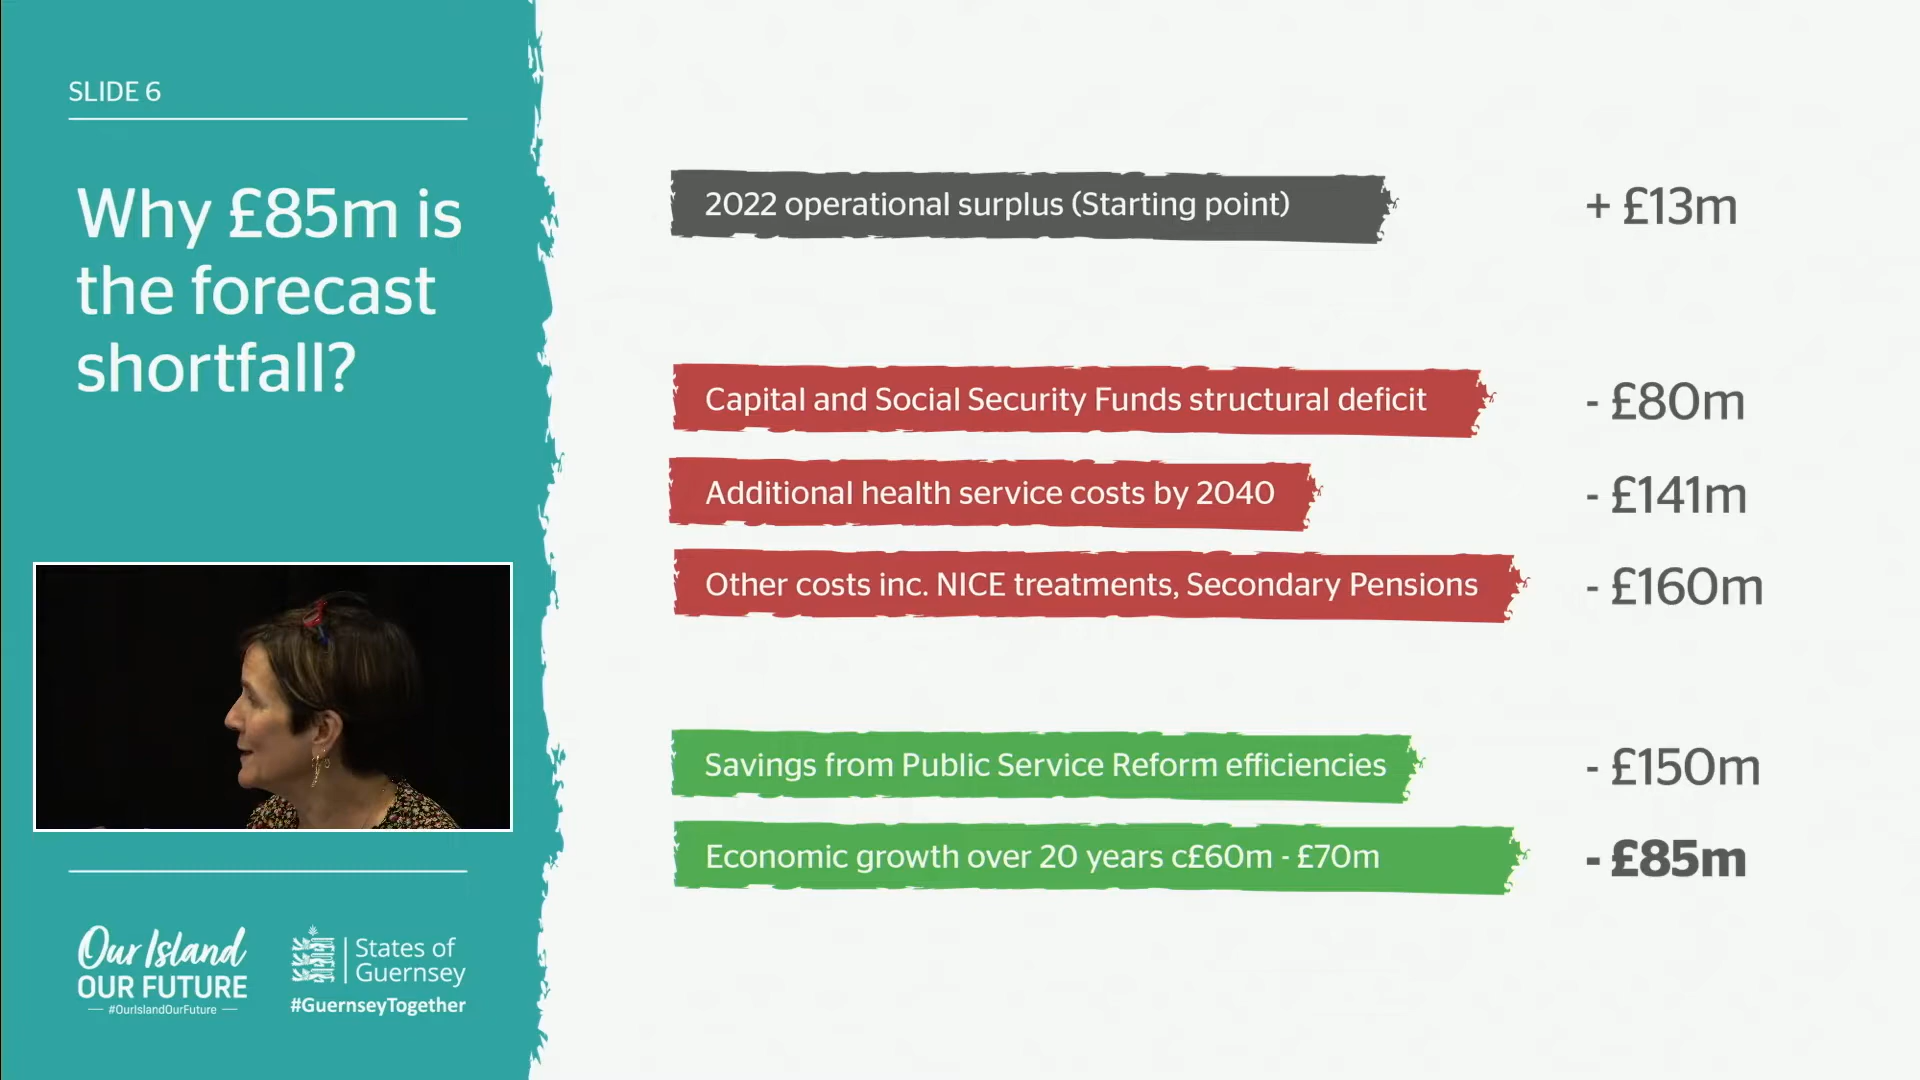 SLIDE 6
Why £85m is
the forecast
shortfall?
2022 operational surplus (Starting point)
+ £13m
Capital and Social Security Funds structural deficit
- £80m
Additional health service costs by 2040
- £141m
Other costs inc. NICE treatments, Secondary Pensions
- £160m
Savings from Public Service Reform efficiencies
- £150m
Economic growth over 20 years c£60m - £70m
- £85m
Our Island
OUR FUTURE
#OurIslandOurFuture
States of
Guernsey
#GuernseyTogether